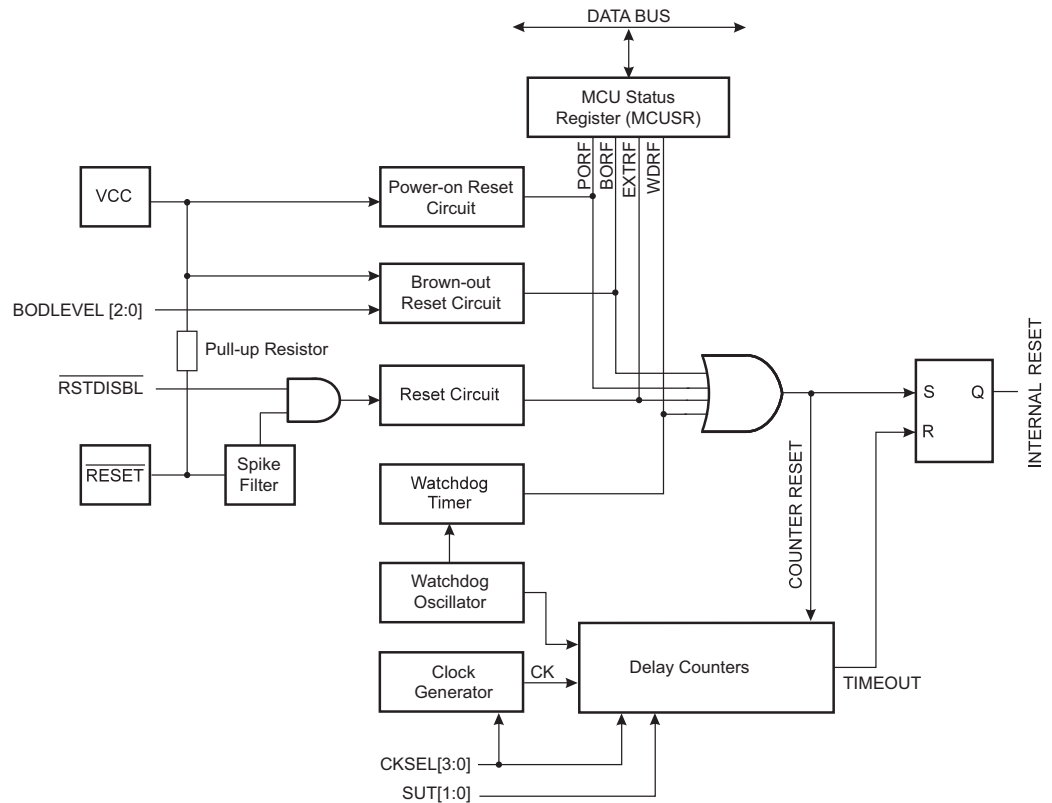 DATA BUS
MCU Status
Register (MCUSR)
PORF
BORF
EXTRF
WDRF
VCC
Power-on Reset
Circuit
Brown-out
Reset Circuit
BODLEVEL [2:0]
Pull-up Resistor
RSTDISBL
Reset Circuit
RESET
Spike
Filter
S
Q
R
INTERNAL RESET
Watchdog
Timer
COUNTER RESET
Watchdog
Oscillator
Clock
Generator
CK
Delay Counters
TIMEOUT
CKSEL[3:0]
SUT[1:0]